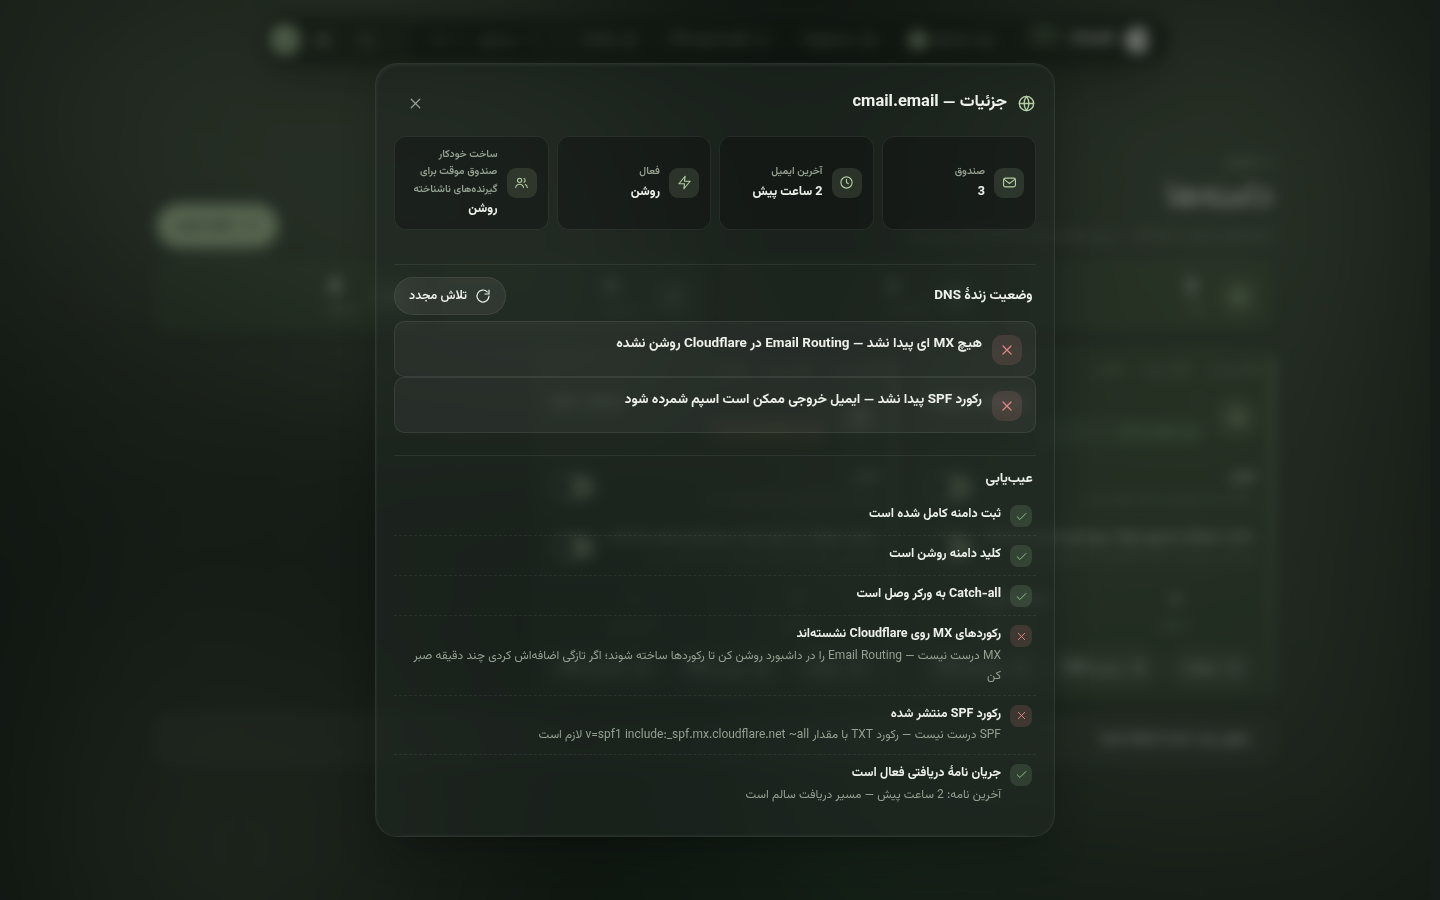 جزئیات — cmail.email
صندوق
3
آخرین ایمیل
2 ساعت پیش
فعال
روشن
ساخت خودکار
صندوق موقت برای
گیرنده‌های ناشناخته
روشن
وضعیت زندهٔ DNS
تلاش مجدد
هیچ MX ای پیدا نشد — Email Routing در Cloudflare روشن نشده
رکورد SPF پیدا نشد — ایمیل خروجی ممکن است اسپم شمرده شود
عیب‌یابی
ثبت دامنه کامل شده است
کلید دامنه روشن است
Catch-all به ورکر وصل است
رکوردهای MX روی Cloudflare نشسته‌اند
MX درست نیست — Email Routing را در داشبورد روشن کن تا رکوردها ساخته شوند؛ اگر تازگی اضافه‌اش کردی چند دقیقه صبر
کن
رکورد SPF منتشر شده
SPF درست نیست — رکورد TXT با مقدار v=spf1 include:_spf.mx.cloudflare.net ~all لازم است
جریان نامهٔ دریافتی فعال است
آخرین نامه: 2 ساعت پیش — مسیر دریافت سالم است